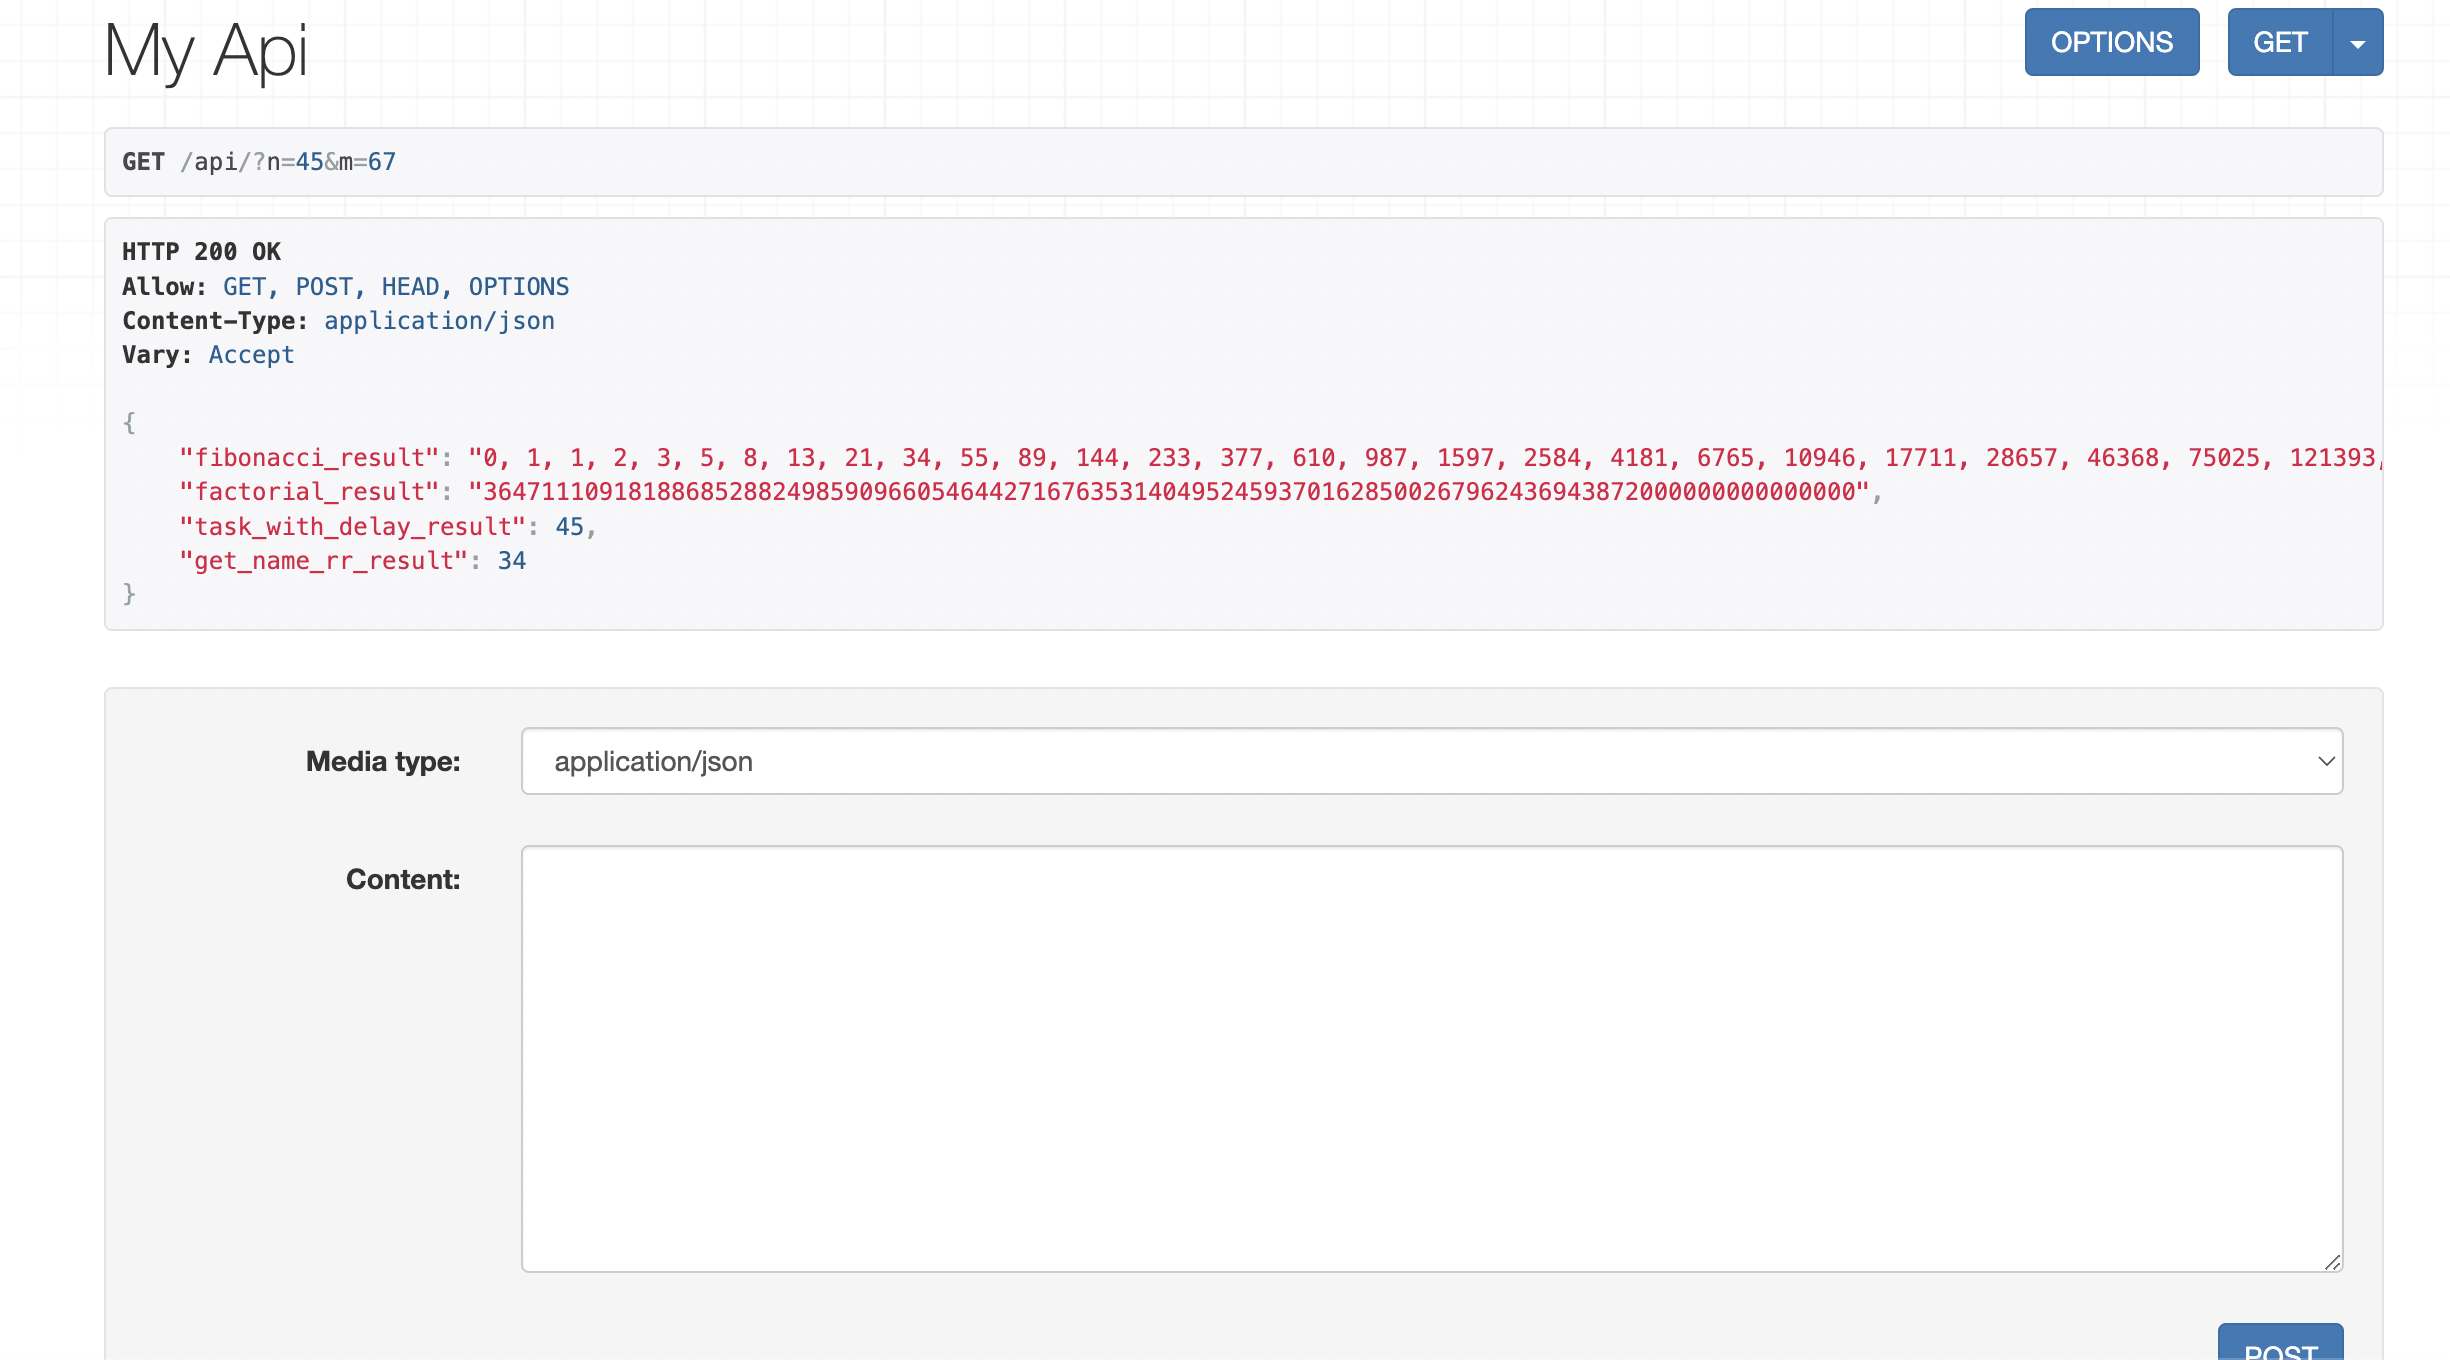 My Api
OPTIONS
GET
GET /api/?n=45&m=67
HTTP 200 OK
Allow: GET, POST, HEAD, OPTIONS
Content-Type: application/json
Vary: Accept
{
"fibonacci_result": "0, 1, 1, 2, 3, 5, 8, 13, 21, 34, 55, 89, 144, 233, 377, 610, 987, 1597, 2584, 4181, 6765, 10946, 17711, 28657, 46368, 75025, 121393,
"factorial_result": "36471110918188685288249859096605464427167635314049524593701628500267962436943872000000000000000",
"task_with_delay_result": 45,
"get_name_rr_result": 34
}
Media type:
application/json
Content:
POST